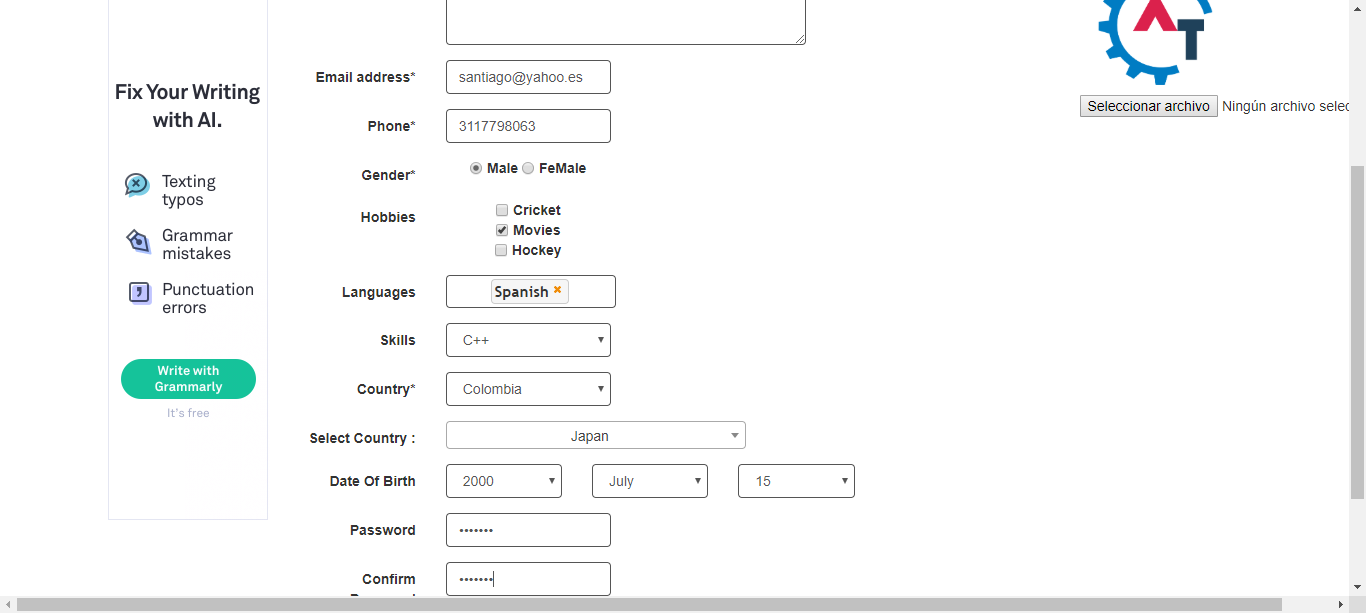 Fix Your Writing
with AI.
Texting
typos
Grammar
mistakes
Punctuation
errors
Write with
Grammarly
It's free
Email address*
santiago@yahoo.es
Phone*
3117798063
Gender*
Male FeMale
Hobbies
Cricket
Movies
Hockey
Languages
Spanish
Skills
C++
Country*
Colombia
Select Country :
Japan
Date Of Birth
2000 July 15
Password
•••••••
Confirm
•••••••
AT
Seleccionar archivo Ningún archivo selec